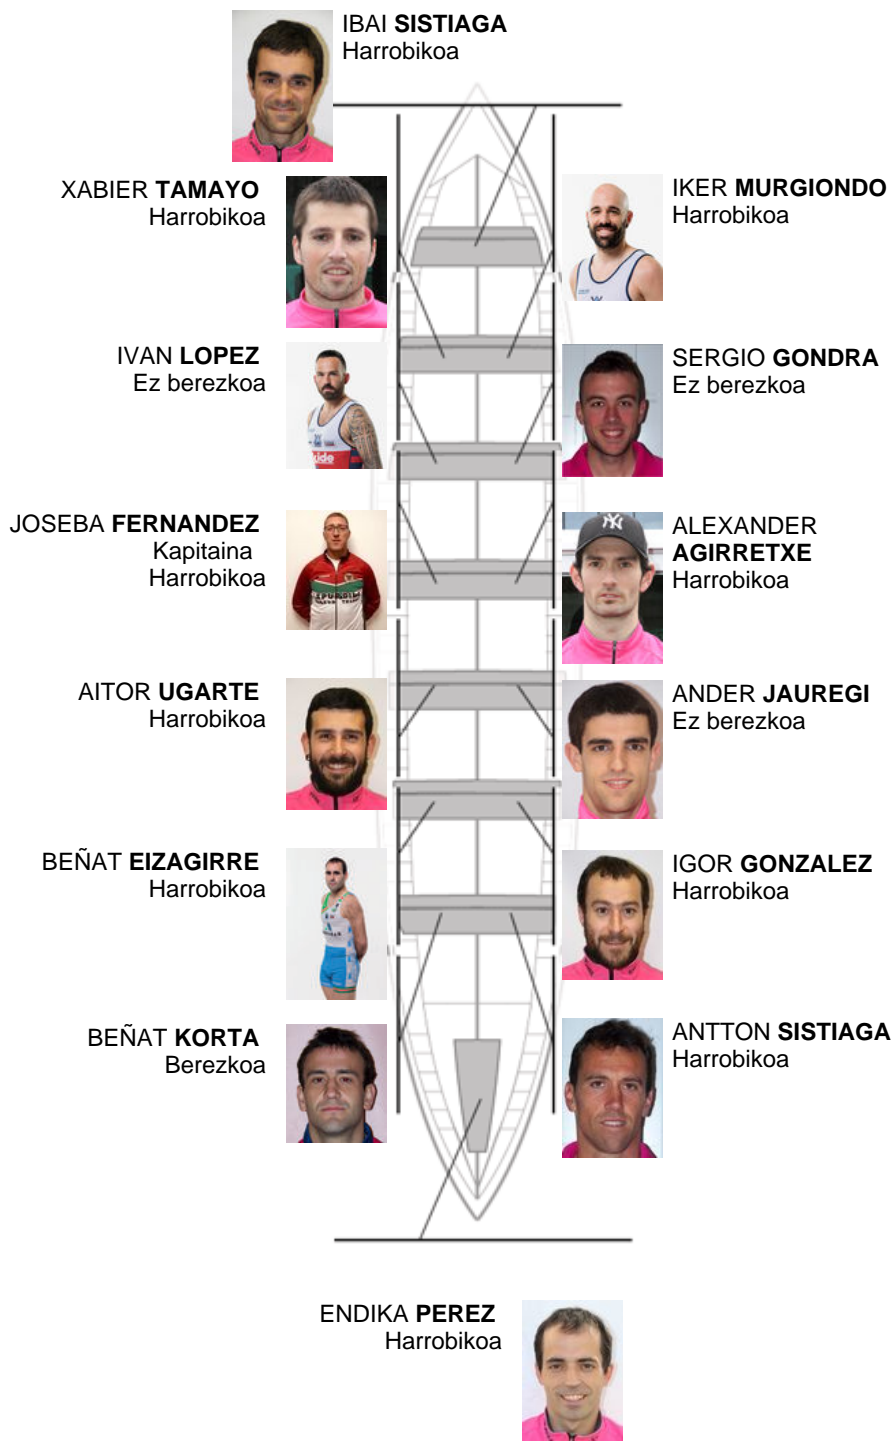 IBAI SISTIAGA
Harrobikoa
XABIER TAMAYO
Harrobikoa
IKER MURGIONDO
Harrobikoa
IVAN LOPEZ
Ez berezkoa
SERGIO GONDRA
Ez berezkoa
JOSEBA FERNANDEZ
Kapitaina
Harrobikoa
ALEXANDER
AGIRRETXE
Harrobikoa
AITOR UGARTE
Harrobikoa
ANDER JAUREGI
Ez berezkoa
BEÑAT EIZAGIRRE
Harrobikoa
IGOR GONZALEZ
Harrobikoa
BEÑAT KORTA
Berezkoa
ANTTON SISTIAGA
Harrobikoa
ENDIKA PEREZ
Harrobikoa